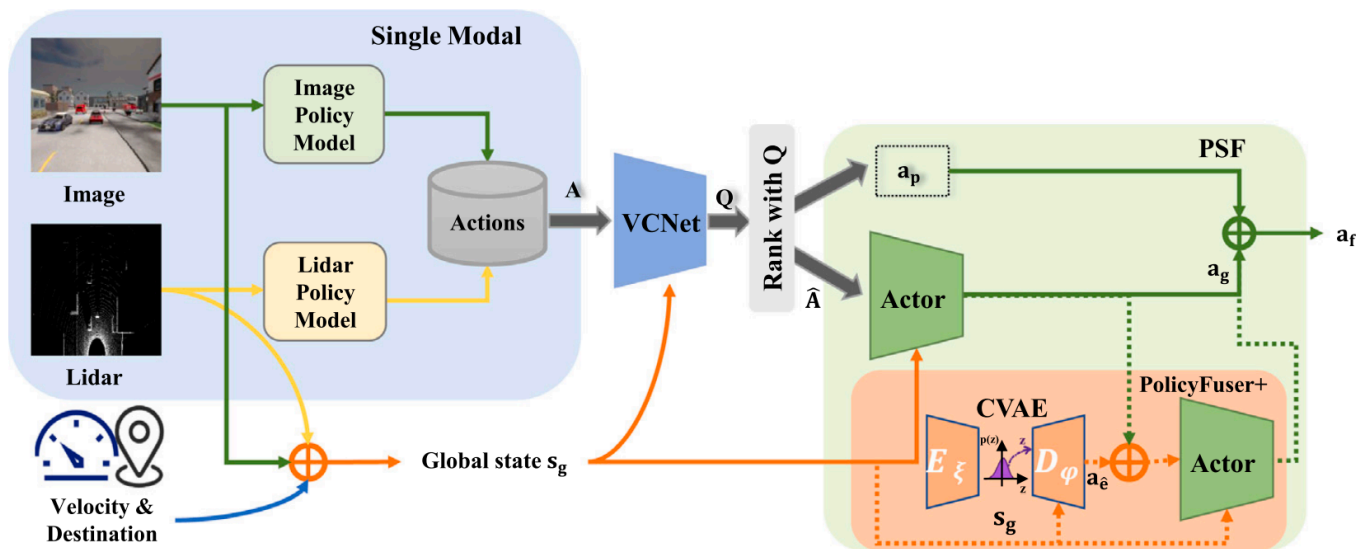 Single Modal
Image
Policy
Model
Image
Lidar
Policy
Model
Lidar
Actions
A
VCNet
Q
Rank with Q
Â
PSF
a_p
a_g
a_f
Actor
Velocity &
Destination
Global state s_g
PolicyFuser+
CVAE
E_ξ
p(z)
z
z
D_φ
a_ê
Actor
s_g